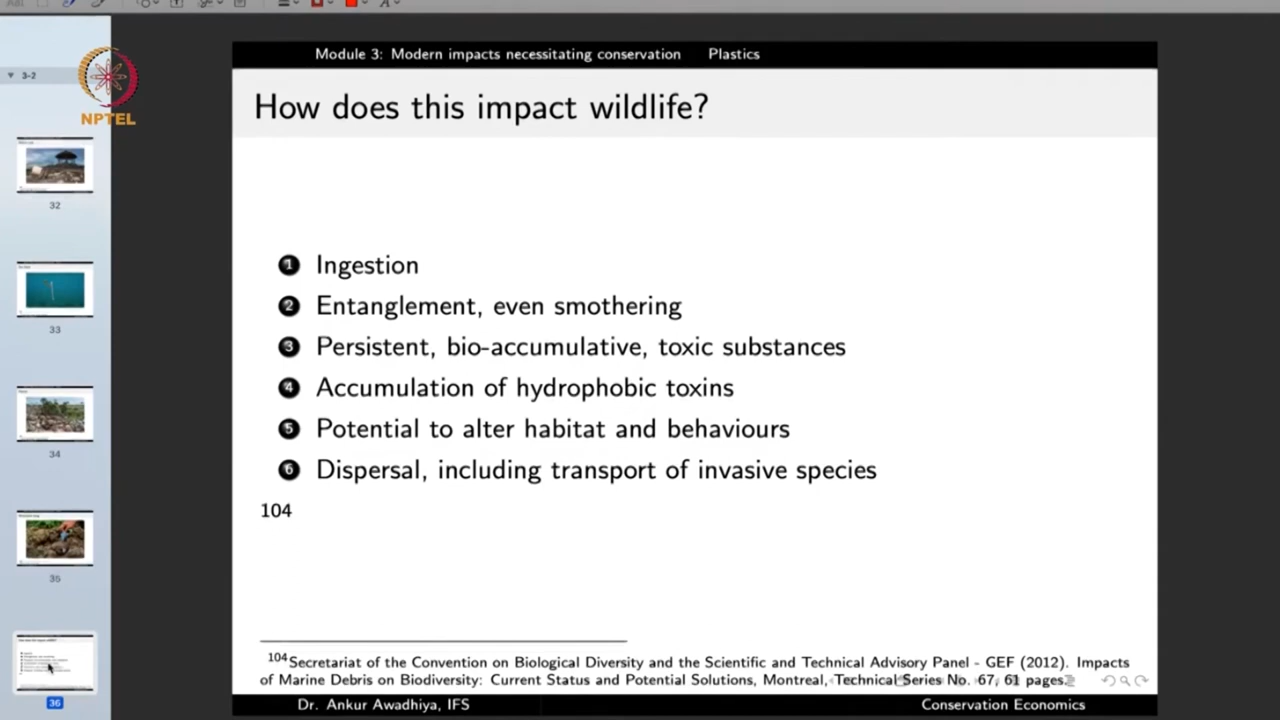 Module 3: Modern impacts necessitating conservation Plastics
3-2
NPTEL
How does this impact wildlife?
32
33
34
35
36
1 Ingestion
2 Entanglement, even smothering
3 Persistent, bio-accumulative, toxic substances
4 Accumulation of hydrophobic toxins
5 Potential to alter habitat and behaviours
6 Dispersal, including transport of invasive species
104
104 Secretariat of the Convention on Biological Diversity and the Scientific and Technical Advisory Panel - GEF (2012). Impacts
of Marine Debris on Biodiversity: Current Status and Potential Solutions, Montreal, Technical Series No. 67, 61 pages.
Dr. Ankur Awadhiya, IFS Conservation Economics